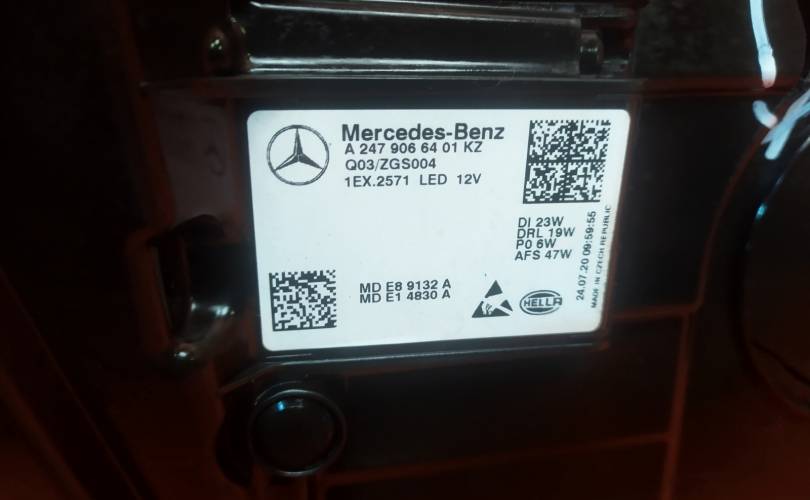 Mercedes-Benz
A 247 906 64 01 KZ
Q03/ZGS004
1EX.2571 LED 12V
DI 23W
DRL 19W
P0 6W
AFS 47W
24.07.20 09:59:55
MADE IN CZECH REPUBLIC
MD E8 9132 A
MD E1 4830 A
HELLA